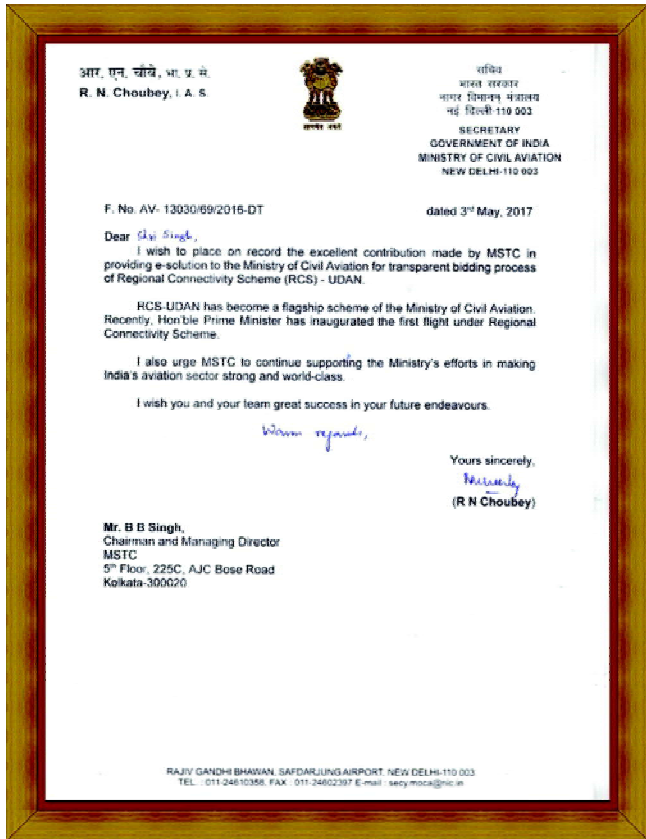 आर. एन. चौबे, भा. प्र. से.
R. N. Choubey, I. A. S.
सत्यमेव जयते
सचिव
भारत सरकार
नागर विमानन मंत्रालय
नई दिल्ली-110 003
SECRETARY
GOVERNMENT OF INDIA
MINISTRY OF CIVIL AVIATION
NEW DELHI-110 003
F. No. AV- 13030/69/2016-DT
dated 3rd May, 2017
Dear Shri Singh,
I wish to place on record the excellent contribution made by MSTC in
providing e-solution to the Ministry of Civil Aviation for transparent bidding process
of Regional Connectivity Scheme (RCS) - UDAN.
RCS-UDAN has become a flagship scheme of the Ministry of Civil Aviation.
Recently, Hon'ble Prime Minister has inaugurated the first flight under Regional
Connectivity Scheme.
I also urge MSTC to continue supporting the Ministry's efforts in making
India's aviation sector strong and world-class.
I wish you and your team great success in your future endeavours.
Warm regards,
Yours sincerely,
(R N Choubey)
Mr. B B Singh,
Chairman and Managing Director
MSTC
5th Floor, 225C, AJC Bose Road
Kolkata-300020
RAJIV GANDHI BHAWAN, SAFDARJUNG AIRPORT, NEW DELHI-110 003
TEL. : 011-24610358, FAX : 011-24602397 E-mail : secy.moca@nic.in